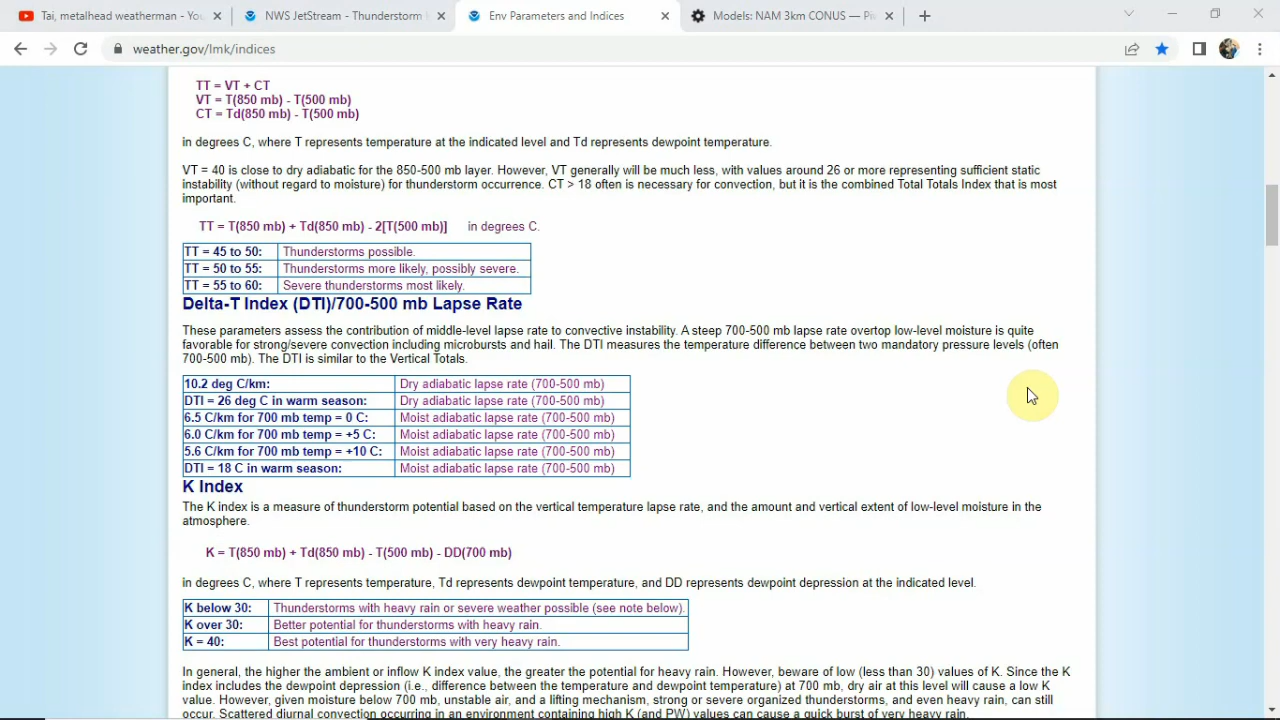 Tai, metalhead weatherman - Yo
NWS JetStream - Thunderstorm
Env Parameters and Indices
Models: NAM 3km CONUS — Pi
weather.gov/lmk/indices
TT = VT + CT
VT = T(850 mb) - T(500 mb)
CT = Td(850 mb) - T(500 mb)
in degrees C, where T represents temperature at the indicated level and Td represents dewpoint temperature.
VT = 40 is close to dry adiabatic for the 850-500 mb layer. However, VT generally will be much less, with values around 26 or more representing sufficient static
instability (without regard to moisture) for thunderstorm occurrence. CT > 18 often is necessary for convection, but it is the combined Total Totals Index that is most
important.
TT = T(850 mb) + Td(850 mb) - 2[T(500 mb)] in degrees C.
TT = 45 to 50: Thunderstorms possible.
TT = 50 to 55: Thunderstorms more likely, possibly severe.
TT = 55 to 60: Severe thunderstorms most likely.
Delta-T Index (DTI)/700-500 mb Lapse Rate
These parameters assess the contribution of middle-level lapse rate to convective instability. A steep 700-500 mb lapse rate overtop low-level moisture is quite
favorable for strong/severe convection including microbursts and hail. The DTI measures the temperature difference between two mandatory pressure levels (often
700-500 mb). The DTI is similar to the Vertical Totals.
10.2 deg C/km: Dry adiabatic lapse rate (700-500 mb)
DTI = 26 deg C in warm season: Dry adiabatic lapse rate (700-500 mb)
6.5 C/km for 700 mb temp = 0 C: Moist adiabatic lapse rate (700-500 mb)
6.0 C/km for 700 mb temp = +5 C: Moist adiabatic lapse rate (700-500 mb)
5.6 C/km for 700 mb temp = +10 C: Moist adiabatic lapse rate (700-500 mb)
DTI = 18 C in warm season: Moist adiabatic lapse rate (700-500 mb)
K Index
The K index is a measure of thunderstorm potential based on the vertical temperature lapse rate, and the amount and vertical extent of low-level moisture in the
atmosphere.
K = T(850 mb) + Td(850 mb) - T(500 mb) - DD(700 mb)
in degrees C, where T represents temperature, Td represents dewpoint temperature, and DD represents dewpoint depression at the indicated level.
K below 30: Thunderstorms with heavy rain or severe weather possible (see note below).
K over 30: Better potential for thunderstorms with heavy rain.
K = 40: Best potential for thunderstorms with very heavy rain.
In general, the higher the ambient or inflow K index value, the greater the potential for heavy rain. However, beware of low (less than 30) values of K. Since the K
index includes the dewpoint depression (i.e., difference between the temperature and dewpoint temperature) at 700 mb, dry air at this level will cause a low K
value. However, given moisture below 700 mb, unstable air, and a lifting mechanism, strong or severe organized thunderstorms, and even heavy rain, can still
occur. Scattered diurnal convection occurring in an environment containing high K (and PW) values can cause a quick burst of very heavy rain.